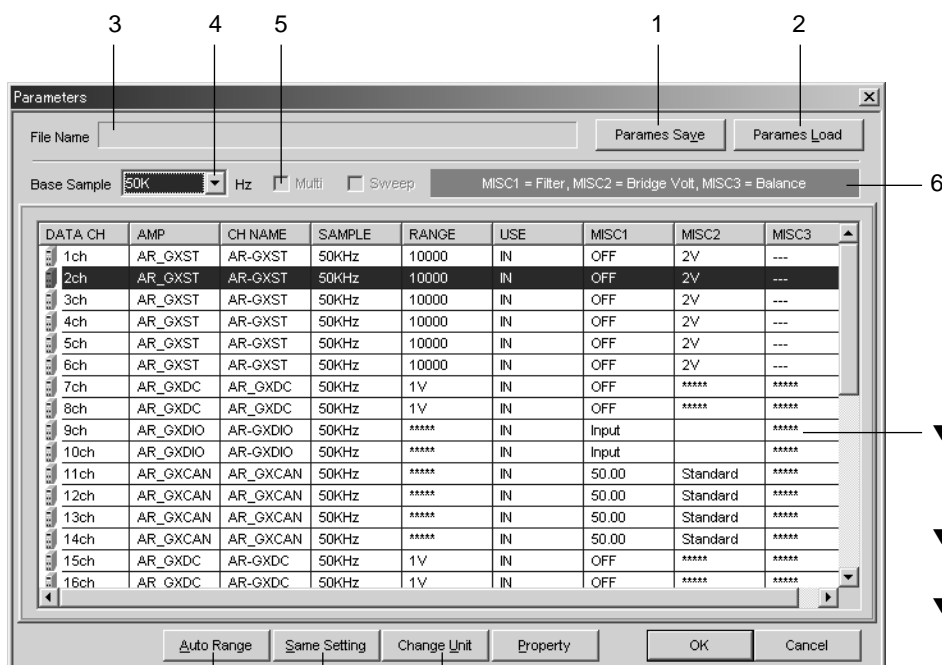 3 4 5 1 2
Parameters
File Name Parames Save Parames Load
Base Sample 50K Hz Multi Sweep MISC1 = Filter, MISC2 = Bridge Volt, MISC3 = Balance 6
DATA CH AMP CH NAME SAMPLE RANGE USE MISC1 MISC2 MISC3
1ch AR_GXST AR-GXST 50KHz 10000 IN OFF 2V ---
2ch AR_GXST AR-GXST 50KHz 10000 IN OFF 2V ---
3ch AR_GXST AR-GXST 50KHz 10000 IN OFF 2V ---
4ch AR_GXST AR-GXST 50KHz 10000 IN OFF 2V ---
5ch AR_GXST AR-GXST 50KHz 10000 IN OFF 2V ---
6ch AR_GXST AR-GXST 50KHz 10000 IN OFF 2V ---
7ch AR_GXDC AR_GXDC 50KHz 1V IN OFF ***** *****
8ch AR_GXDC AR_GXDC 50KHz 1V IN OFF ***** *****
9ch AR_GXDIO AR-GXDIO 50KHz ***** IN Input *****
10ch AR_GXDIO AR-GXDIO 50KHz ***** IN Input *****
11ch AR_GXCAN AR_GXCAN 50KHz ***** IN 50.00 Standard *****
12ch AR_GXCAN AR_GXCAN 50KHz ***** IN 50.00 Standard *****
13ch AR_GXCAN AR_GXCAN 50KHz ***** IN 50.00 Standard *****
14ch AR_GXCAN AR_GXCAN 50KHz ***** IN 50.00 Standard *****
15ch AR_GXDC AR-GXDC 50KHz 1V IN OFF ***** *****
16ch AR_GXDC AR-GXDC 50KHz 1V IN OFF ***** *****
Auto Range Same Setting Change Unit Property OK Cancel